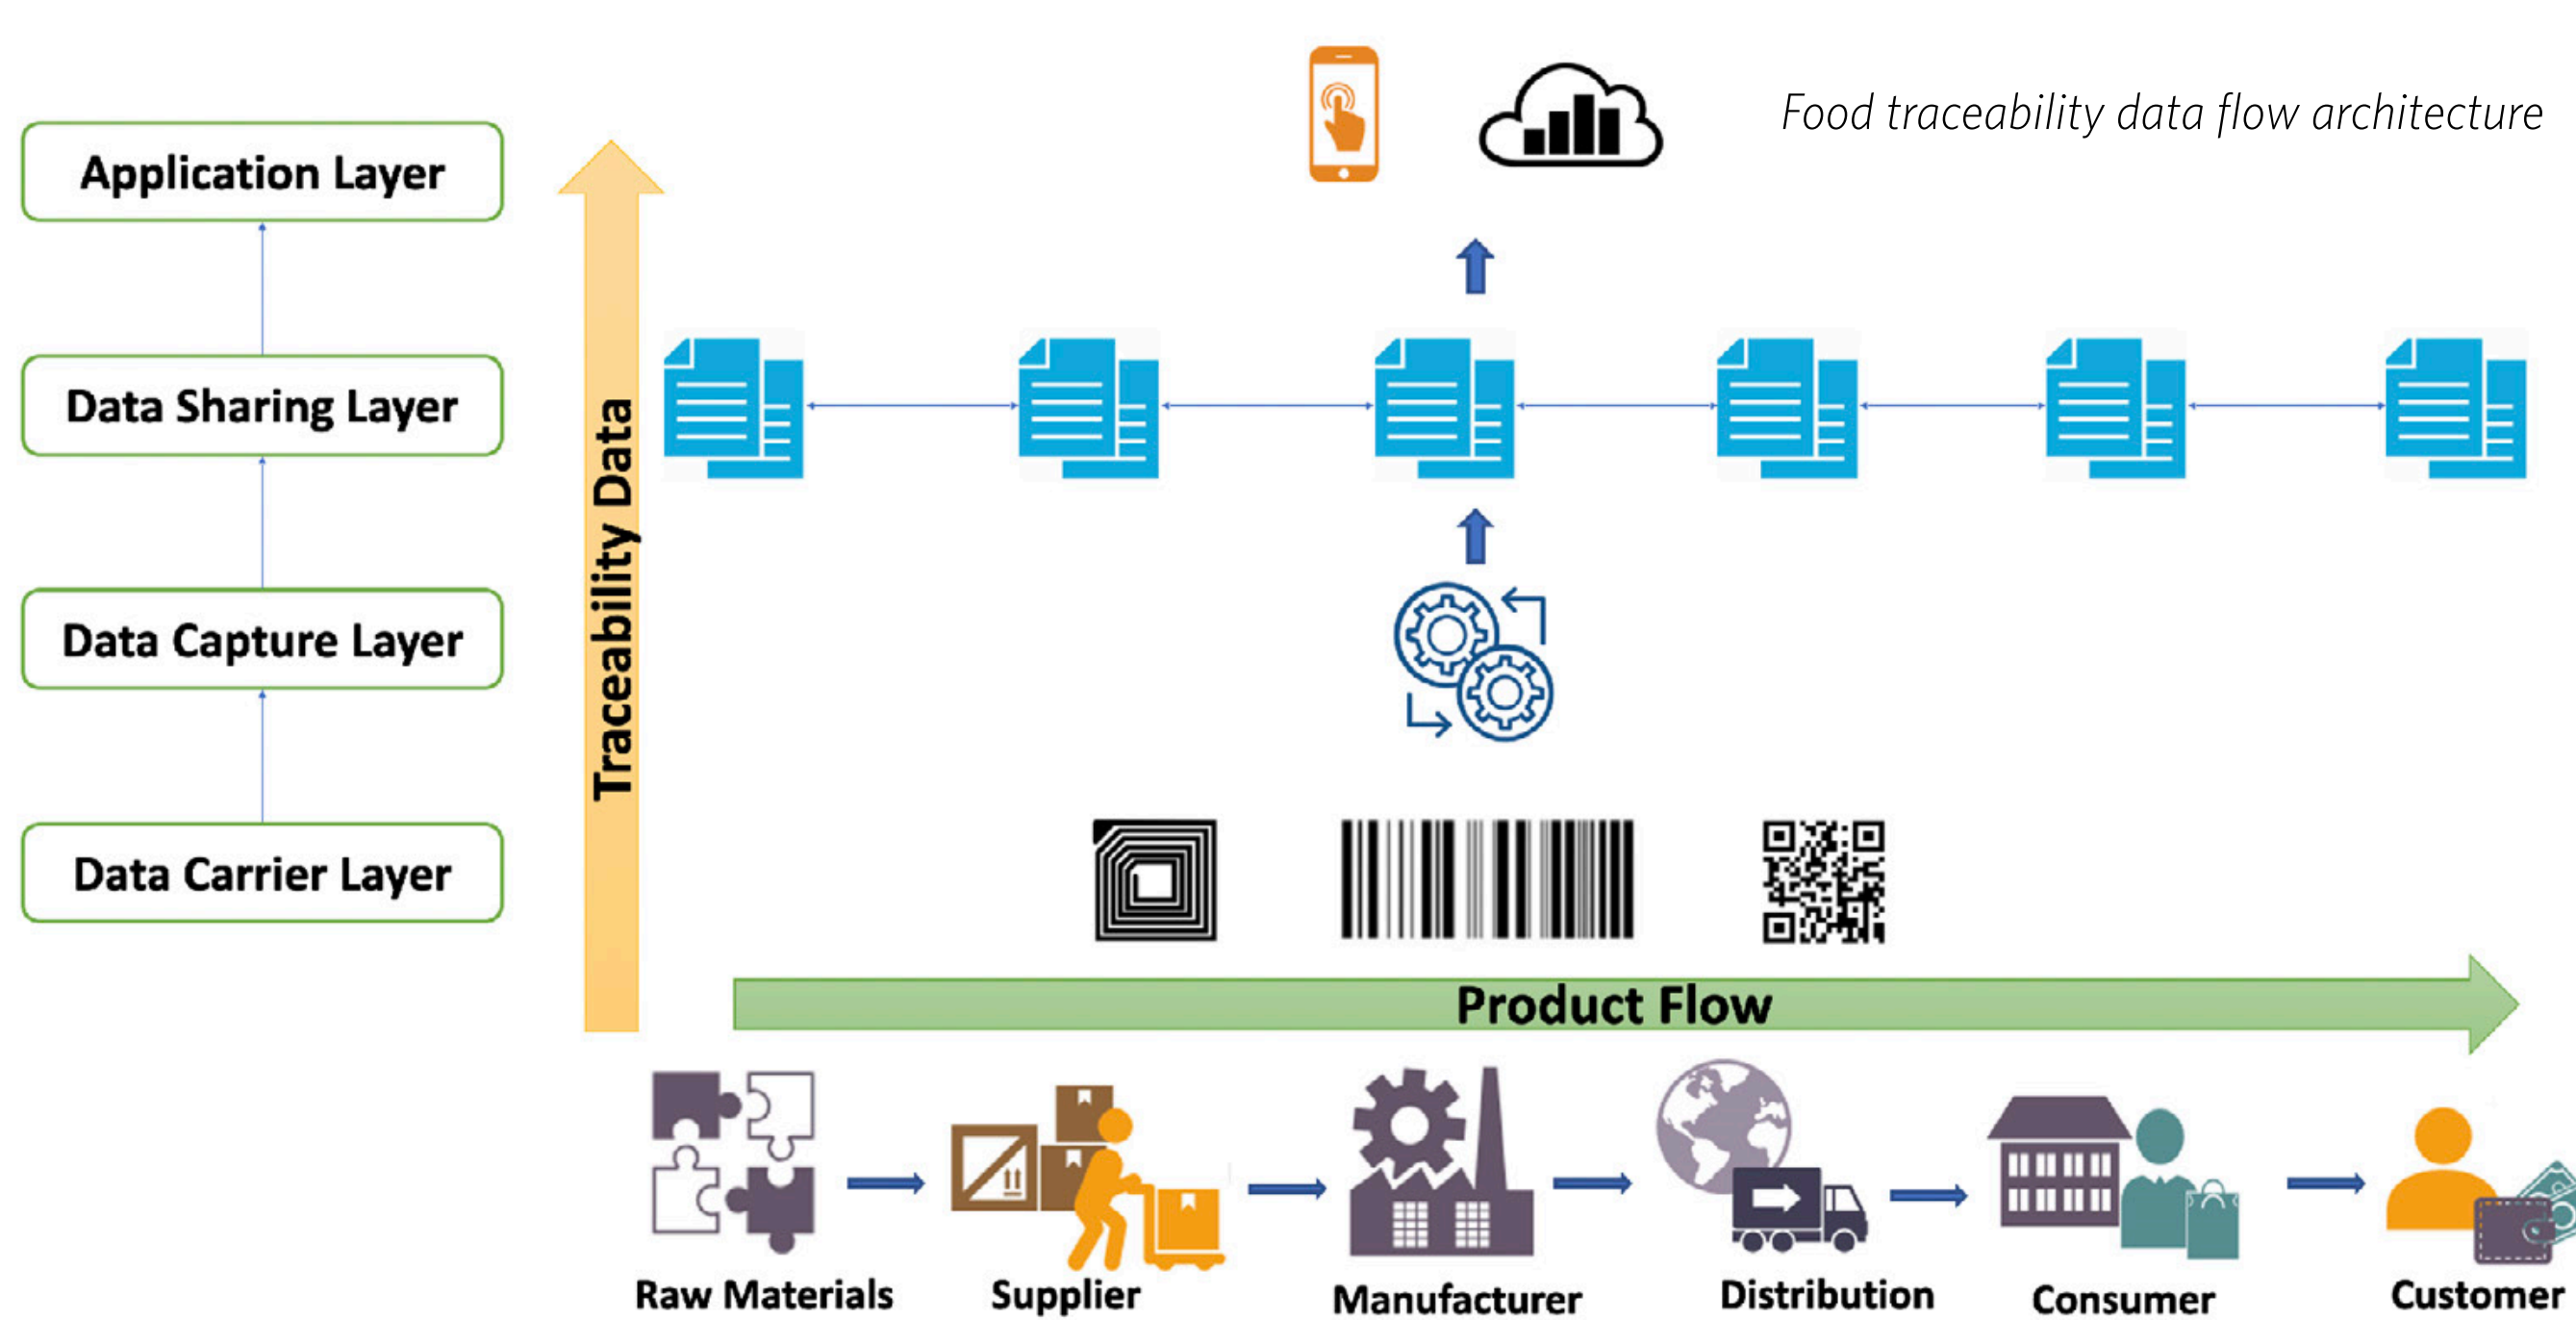 Food traceability data flow architecture
Application Layer
Data Sharing Layer
Data Capture Layer
Data Carrier Layer
Traceability Data
Product Flow
Raw Materials
Supplier
Manufacturer
Distribution
Consumer
Customer